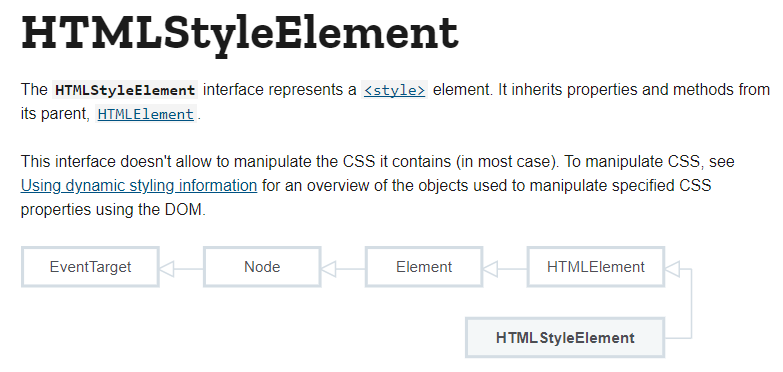 HTMLStyleElement
The HTMLStyleElement interface represents a <style> element. It inherits properties and methods from
its parent, HTMLElement.
This interface doesn't allow to manipulate the CSS it contains (in most case). To manipulate CSS, see
Using dynamic styling information for an overview of the objects used to manipulate specified CSS
properties using the DOM.
EventTarget Node Element HTMLElement
HTMLStyleElement